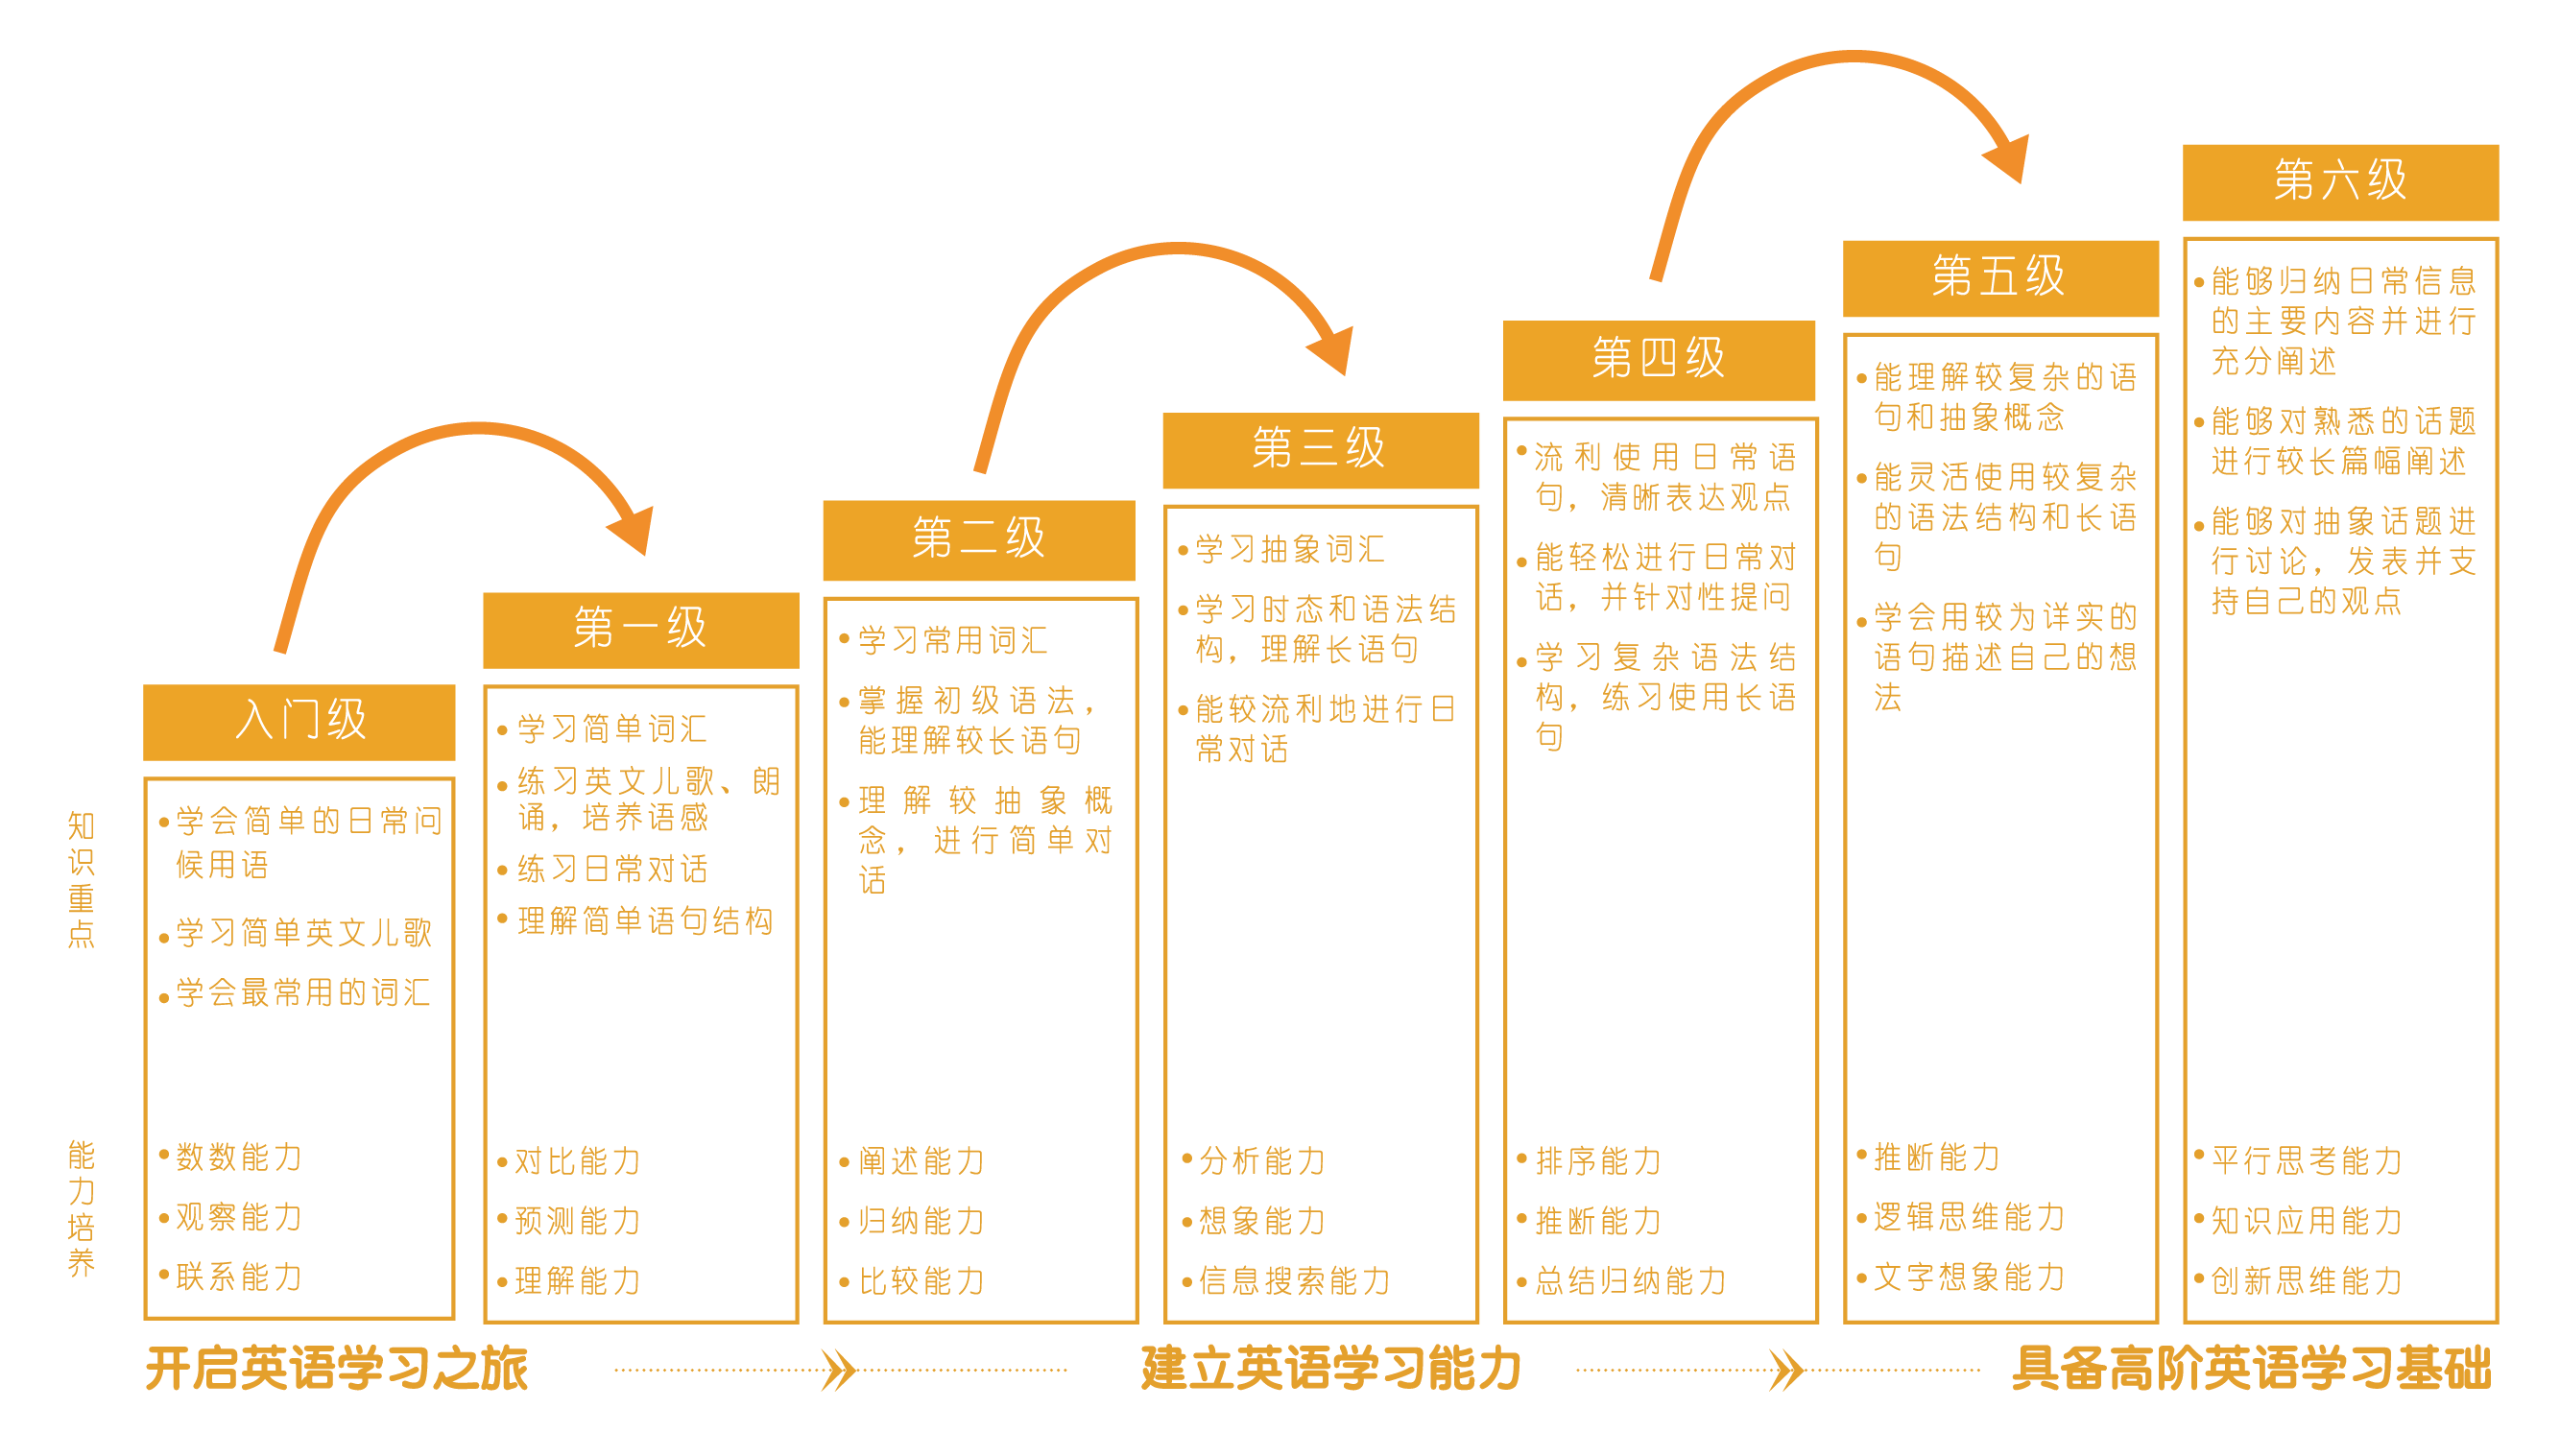 知识重点
能力培养
入门级
•学会简单的日常问
候用语
•学习简单英文儿歌
•学会最常用的词汇
•数数能力
•观察能力
•联系能力
第一级
•学习简单词汇
•练习英文儿歌、朗
诵，培养语感
•练习日常对话
•理解简单语句结构
•对比能力
•预测能力
•理解能力
第二级
•学习常用词汇
•掌握初级语法，
能理解较长语句
•理解较抽象概
念，进行简单对
话
•阐述能力
•归纳能力
•比较能力
第三级
•学习抽象词汇
•学习时态和语法结
构，理解长语句
•能较流利地进行日
常对话
•分析能力
•想象能力
•信息搜索能力
第四级
•流利使用日常语
句，清晰表达观点
•能轻松进行日常对
话，并针对性提问
•学习复杂语法结
构，练习使用长语
句
•排序能力
•推断能力
•总结归纳能力
第五级
•能理解较复杂的语
句和抽象概念
•能灵活使用较复杂
的语法结构和长语
句
•学会用较为详实的
语句描述自己的想
法
•推断能力
•逻辑思维能力
•文字想象能力
第六级
•能够归纳日常信息
的主要内容并进行
充分阐述
•能够对熟悉的话题
进行较长篇幅阐述
•能够对抽象话题进
行讨论，发表并支
持自己的观点
•平行思考能力
•知识应用能力
•创新思维能力
开启英语学习之旅
建立英语学习能力
具备高阶英语学习基础